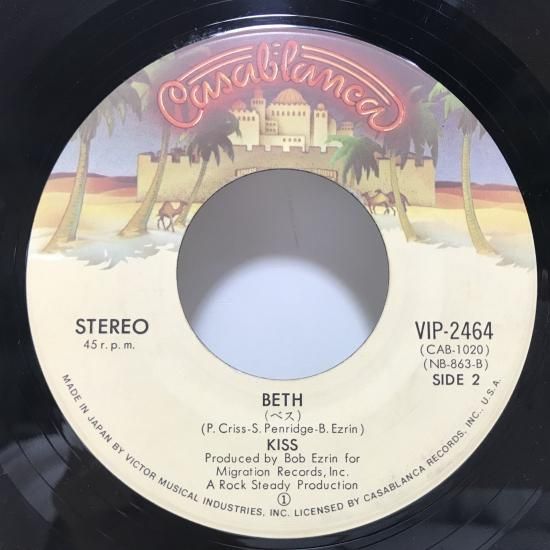 Casablanca
STEREO
45 r.p.m.
VIP-2464
(CAB-1020)
(NB-863-B)
SIDE 2
BETH
(ベス)
(P. Criss-S. Penridge-B. Ezrin)
KISS
Produced by Bob Ezrin for
Migration Records, Inc.
A Rock Steady Production
①
MADE IN JAPAN BY VICTOR MUSICAL INDUSTRIES, INC. LICENSED BY CASABLANCA RECORDS, INC., U.S.A.